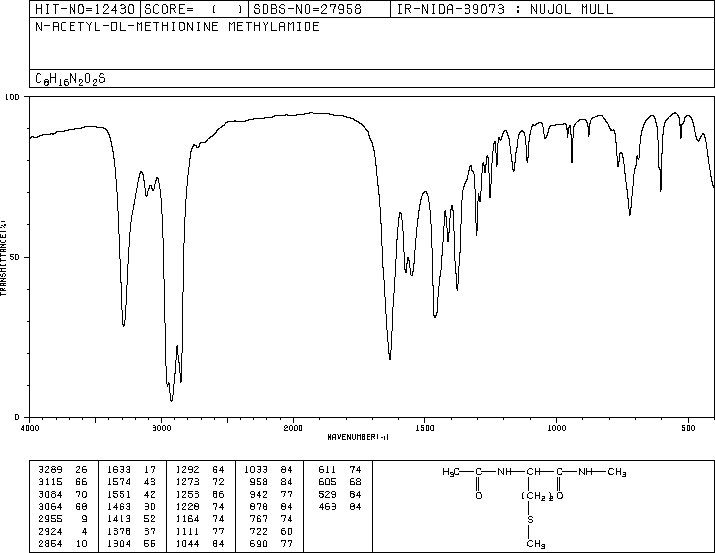 HIT-NO=12430 SCORE= ( ) SDBS-NO=27958 IR-NIDA-39073 : NUJOL MULL
N-ACETYL-DL-METHIONINE METHYLAMIDE
C8H16N2O2S
100
50
0
TRANSMITTANCE(%)
4000 3000 2000 1500 1000 500
WAVENUMBER(-1)
3289 26 1633 17 1292 64 1033 84 611 74
3115 66 1574 43 1273 72 958 84 605 68
3084 70 1551 42 1253 86 942 77 529 84
3064 68 1463 30 1228 74 878 84 463 84
2955 9 1413 52 1164 74 767 74
2924 4 1378 37 1111 77 722 60
2854 10 1304 55 1044 84 690 77
H3C—C—NH—CH—C—NH—CH3
O (CH2)2 O
S
CH3